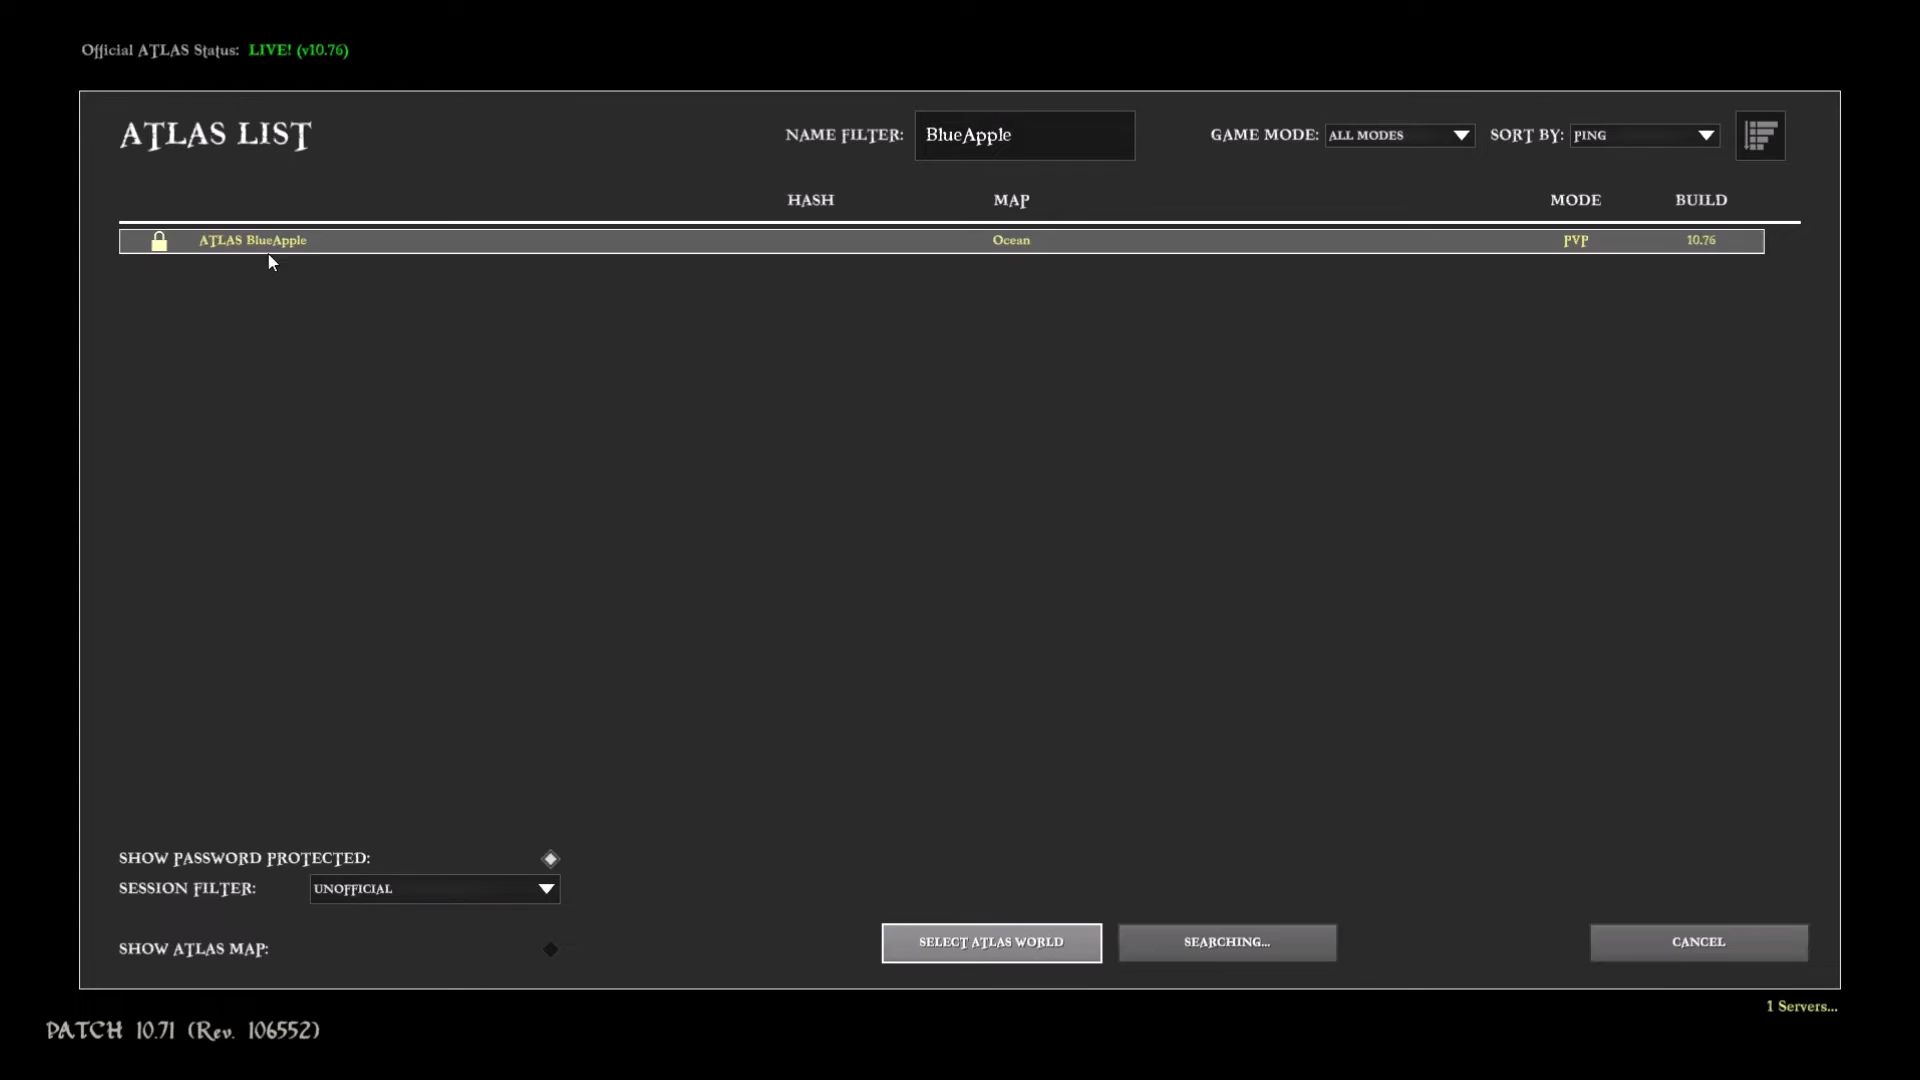 Official ATLAS Status: LIVE! (v10.76)
ATLAS LIST
NAME FILTER: BlueApple
GAME MODE: ALL MODES
SORT BY: PING
HASH MAP MODE BUILD
ATLAS BlueApple Ocean PVP 10.76
SHOW PASSWORD PROTECTED:
SESSION FILTER: UNOFFICIAL
SHOW ATLAS MAP:
SELECT ATLAS WORLD
SEARCHING...
CANCEL
1 Servers...
PATCH 10.71 (Rev. 106552)